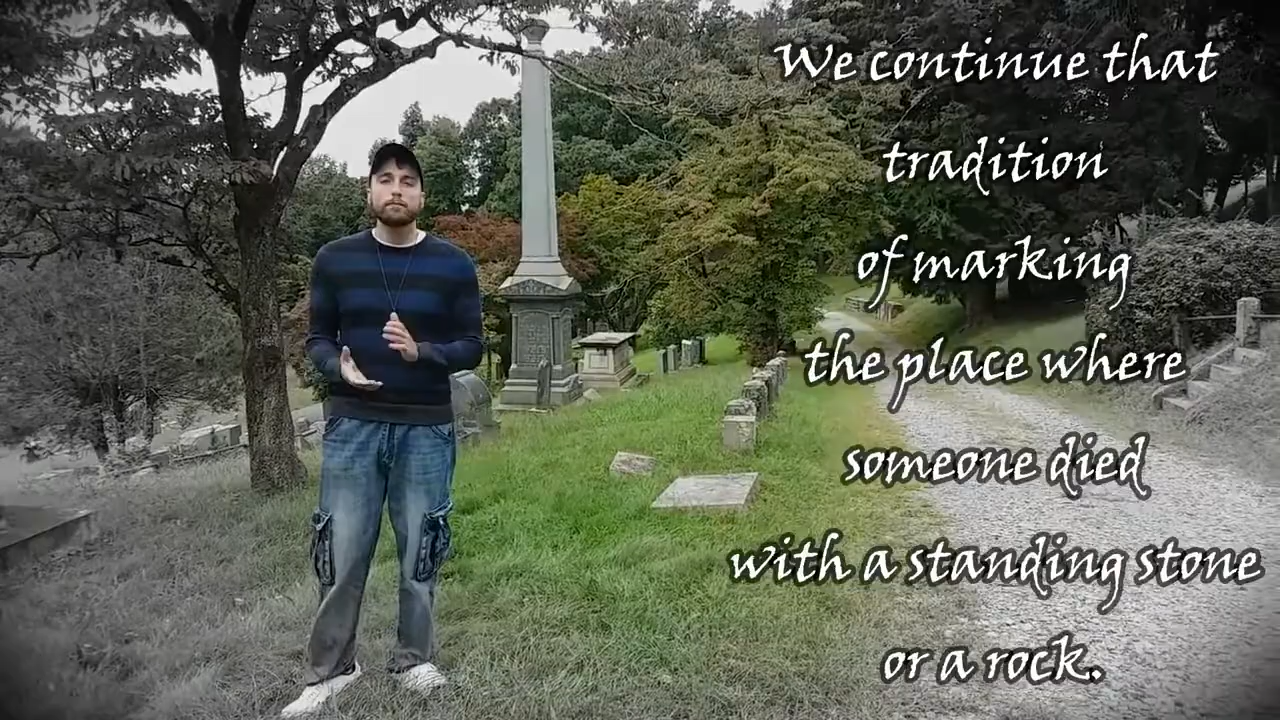 We continue that
tradition
of marking
the place where
someone died
with a standing stone
or a rock.